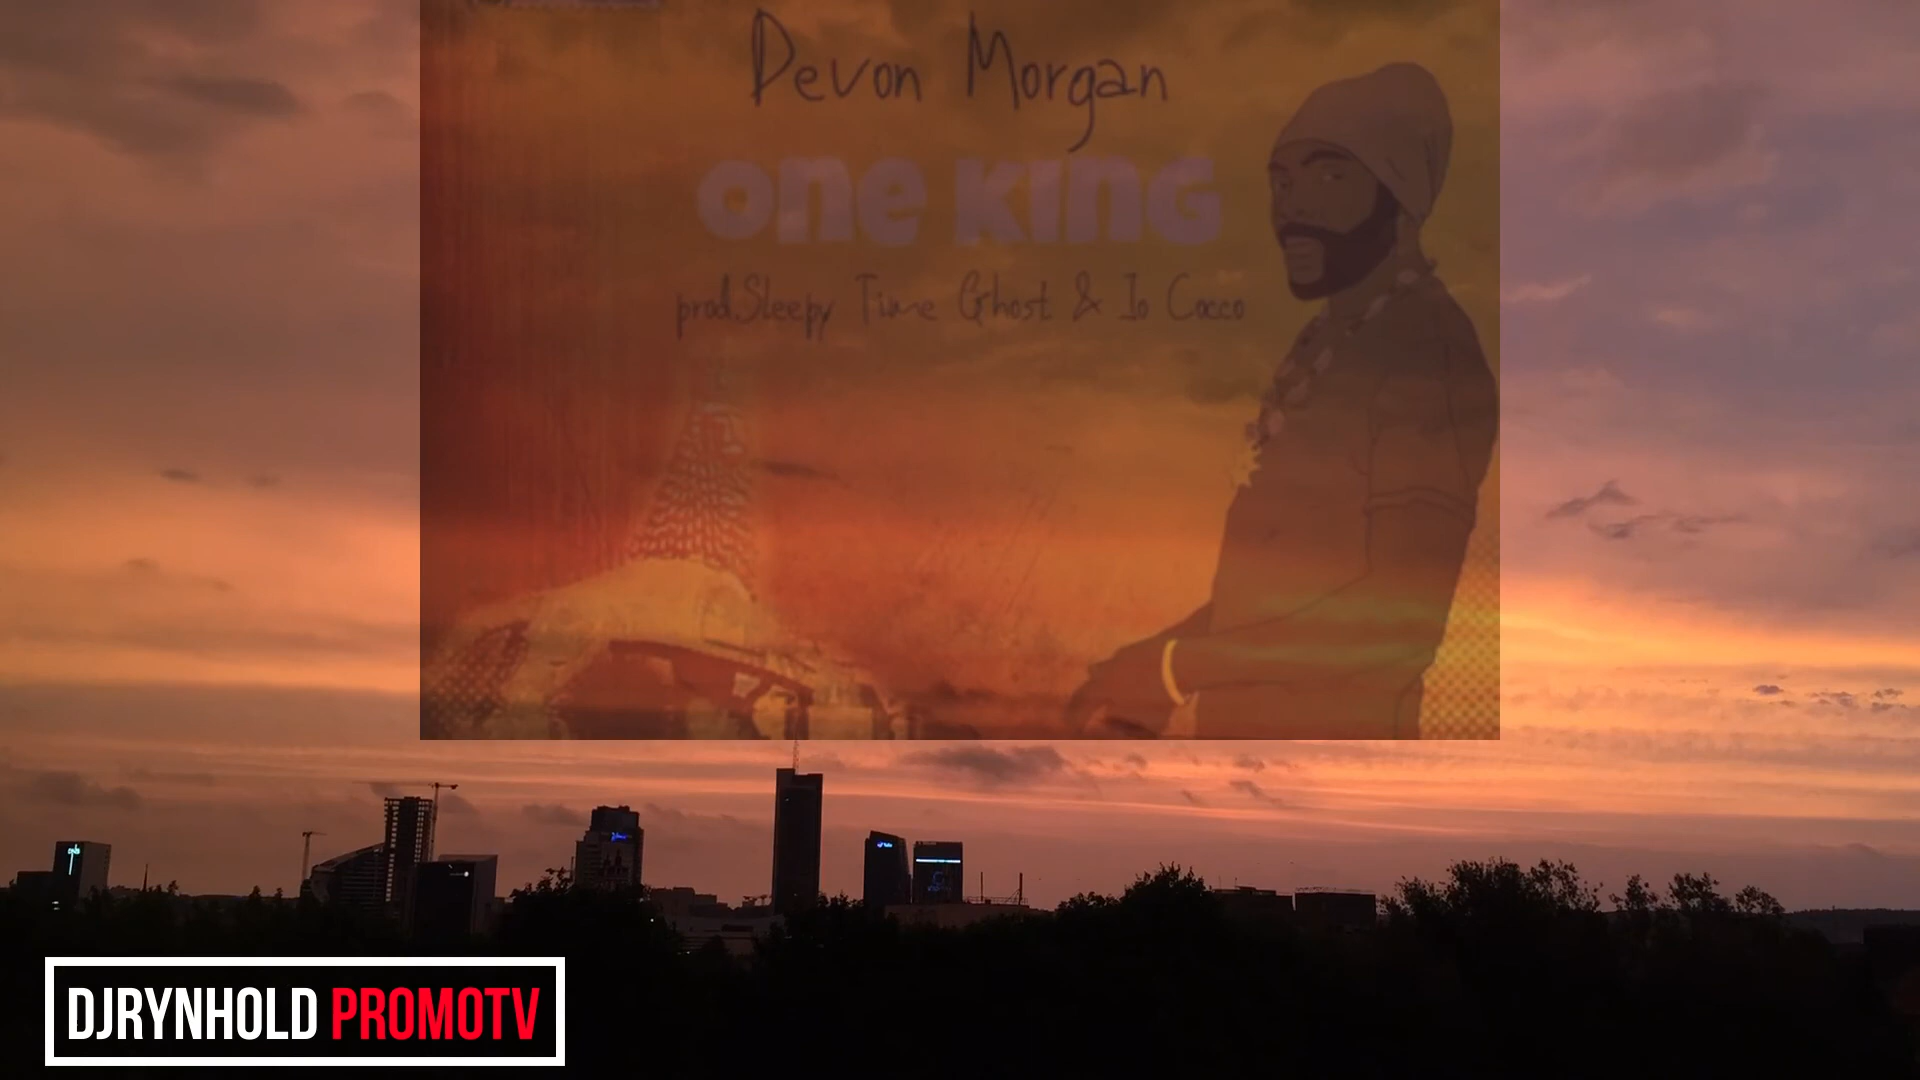 Devon Morgan
one king
prod.Sleepy Time Ghost & Io Cocco
DJRYNHOLD PROMOTV